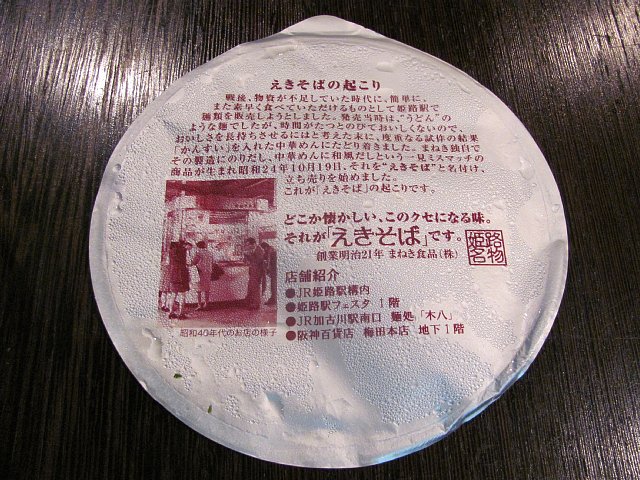 えきそばの起こり
戦後、物資が不足していた時代に、簡単に、
また素早く食べていただけるものとして姫路駅で
麺類を販売しようとしました。発売当時は、“うどん”の
ような麺でしたが、時間がたつとのびておいしくないので、
おいしさを長持ちさせるにはと考えた末に、度重なる試作の結果
「かんすい」を入れた中華めんにたどり着きました。まねき独自で
その製造にのりだし、中華めんに和風だしという一見ミスマッチの
商品が生まれ昭和24年10月19日、それを“えきそば”と名付け、
立ち売りを始めました。
これが「えきそば」の起こりです。
どこか懐かしい、このクセになる味。
それが「えきそば」です。
創業明治21年 まねき食品(株)
姫路名物
店舗紹介
●JR姫路駅構内
●姫路駅フェスタ 1階
●JR加古川駅南口 麺処「木八」
●阪神百貨店 梅田本店 地下1階
昭和40年代のお店の様子